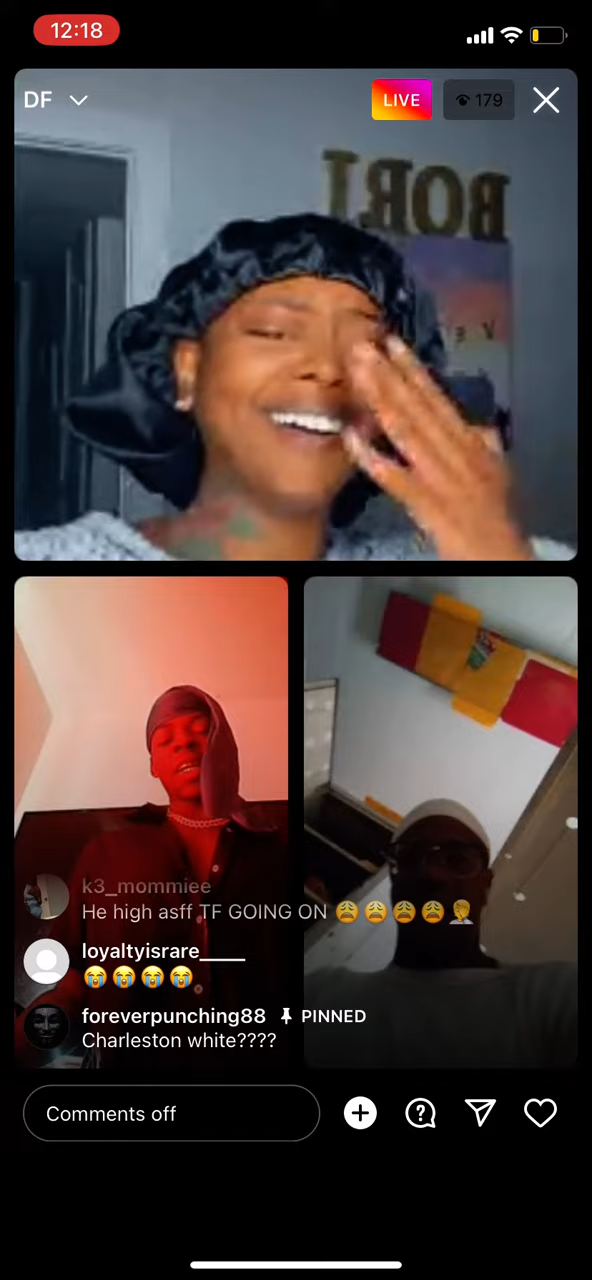 12:18
DF
LIVE
179
BORI
k3_mommiee
He high asff TF GOING ON 😩😩😩😩🤦
loyaltyisrare____
😭😭😭😭
foreverpunching88 PINNED
Charleston white????
Comments off